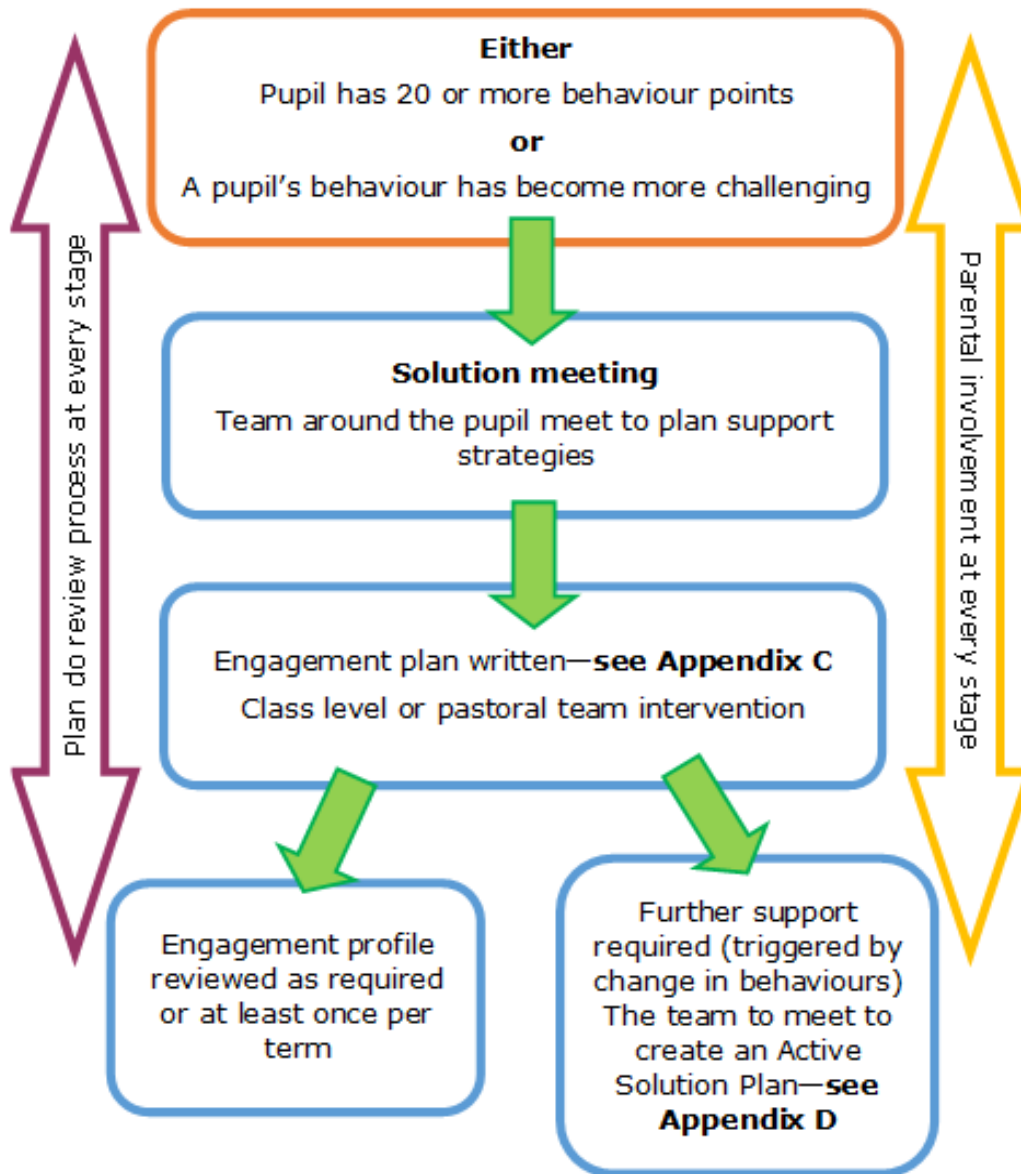 Either
Pupil has 20 or more behaviour points
or
A pupil's behaviour has become more challenging
Plan do review process at every stage
Parental involvement at every stage
Solution meeting
Team around the pupil meet to plan support
strategies
Engagement plan written—see Appendix C
Class level or pastoral team intervention
Engagement profile
reviewed as required
or at least once per
term
Further support
required (triggered by
change in behaviours)
The team to meet to
create an Active
Solution Plan—see
Appendix D